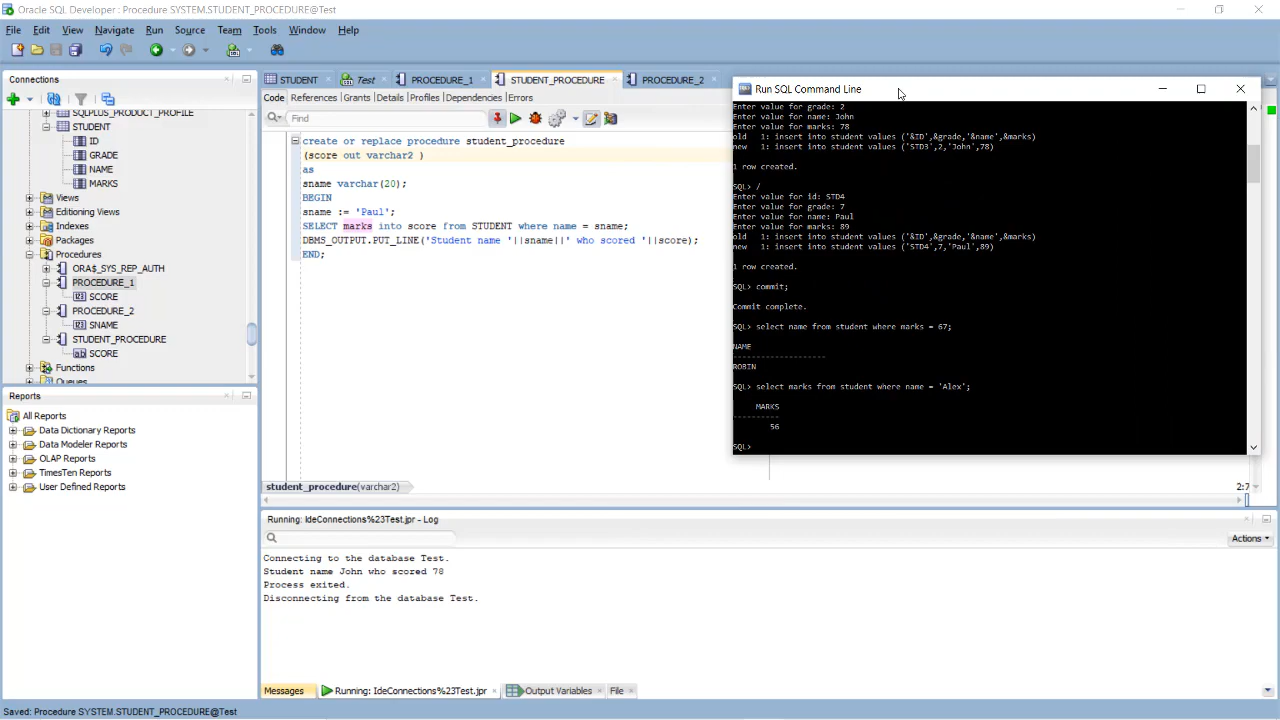 Oracle SQL Developer : Procedure SYSTEM.STUDENT_PROCEDURE@Test
File Edit View Navigate Run Source Team Tools Window Help
Connections
SQLPLUS_PRODUCT_PROFILE
STUDENT
ID
GRADE
NAME
MARKS
Views
Editioning Views
Indexes
Packages
Procedures
ORA$_SYS_REP_AUTH
PROCEDURE_1
SCORE
PROCEDURE_2
SNAME
STUDENT_PROCEDURE
SCORE
Functions
Queues
Reports
All Reports
Data Dictionary Reports
Data Modeler Reports
OLAP Reports
TimesTen Reports
User Defined Reports
STUDENT Test PROCEDURE_1 STUDENT_PROCEDURE PROCEDURE_2
Code References Grants Details Profiles Dependencies Errors
Find
create or replace procedure student_procedure
(score out varchar2 )
as
sname varchar(20);
BEGIN
sname := 'Paul';
SELECT marks into score from STUDENT where name = sname;
DBMS_OUTPUT.PUT_LINE('Student name '||sname||' who scored '||score);
END;
student_procedure(varchar2)
2:7
Run SQL Command Line
Enter value for grade: 2
Enter value for name: John
Enter value for marks: 78
old 1: insert into student values ('&ID',&grade,'&name',&marks)
new 1: insert into student values ('STD3',2,'John',78)
1 row created.
SQL> /
Enter value for id: STD4
Enter value for grade: 7
Enter value for name: Paul
Enter value for marks: 89
old 1: insert into student values ('&ID',&grade,'&name',&marks)
new 1: insert into student values ('STD4',7,'Paul',89)
1 row created.
SQL> commit;
Commit complete.
SQL> select name from student where marks = 67;
NAME
--------------------
ROBIN
SQL> select marks from student where name = 'Alex';
MARKS
----------
56
SQL>
Running: IdeConnections%23Test.jpr - Log
Actions
Connecting to the database Test.
Student name John who scored 78
Process exited.
Disconnecting from the database Test.
Messages Running: IdeConnections%23Test.jpr Output Variables File
Saved: Procedure SYSTEM.STUDENT_PROCEDURE@Test